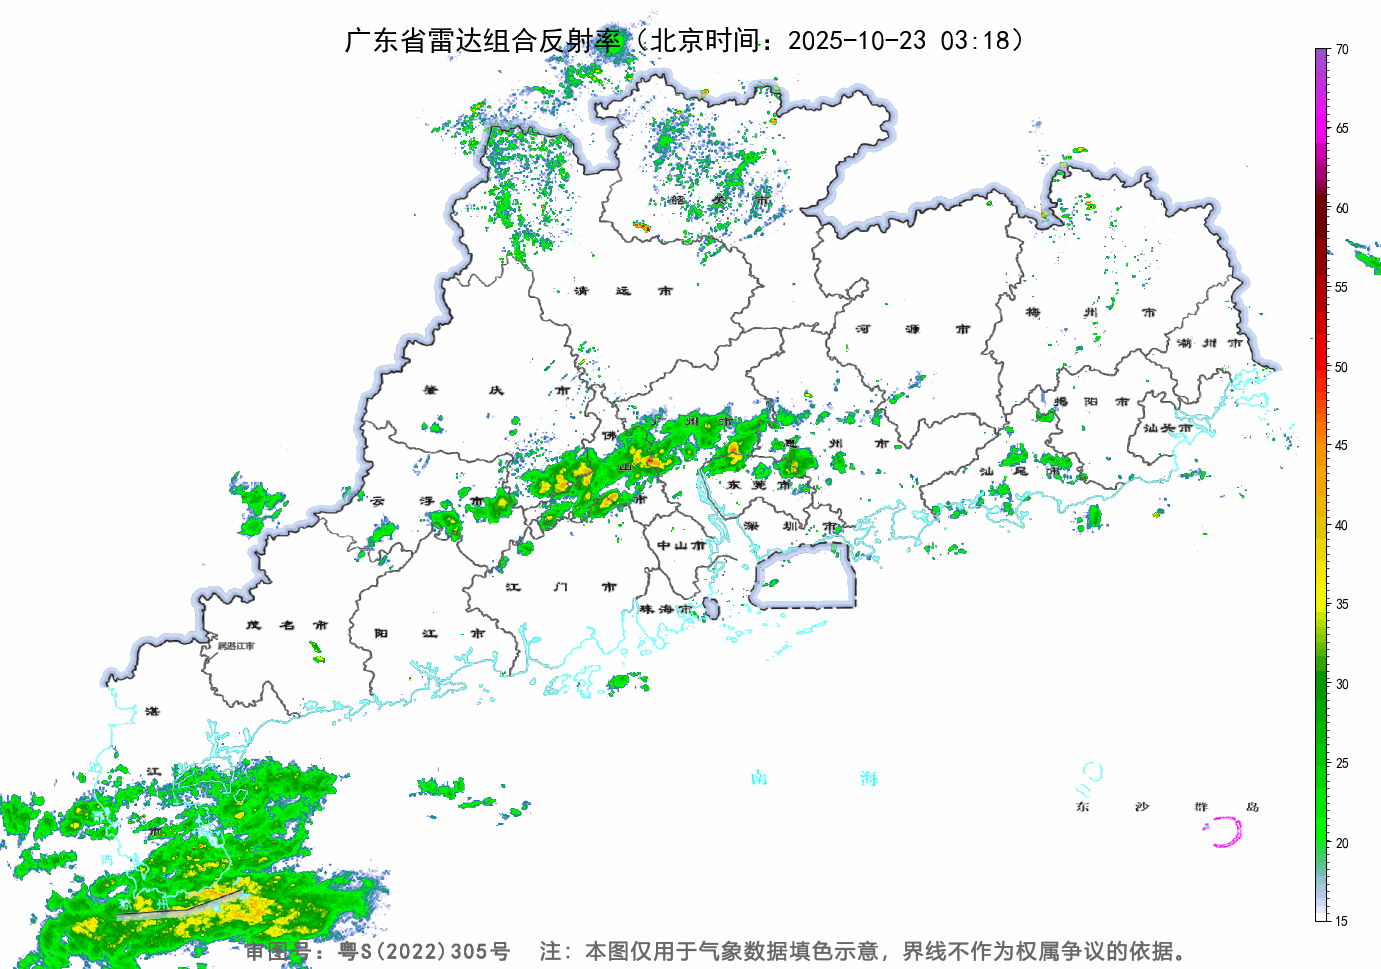 广东省雷达组合反射率（北京时间：2025-10-23 03:18）
70
65
60
55
50
45
40
35
30
25
20
15
韶关市
清远市
河源市
梅州市
潮州市
肇庆市
揭阳市
汕头市
广州市
佛山市
惠州市
云浮市
东莞市
汕尾市
深圳市
中山市
江门市
珠海市
茂名市
阳江市
属湛江市
湛江市
南海
东沙群岛
湾
琼州
审图号：粤S(2022)305号 注：本图仅用于气象数据填色示意，界线不作为权属争议的依据。